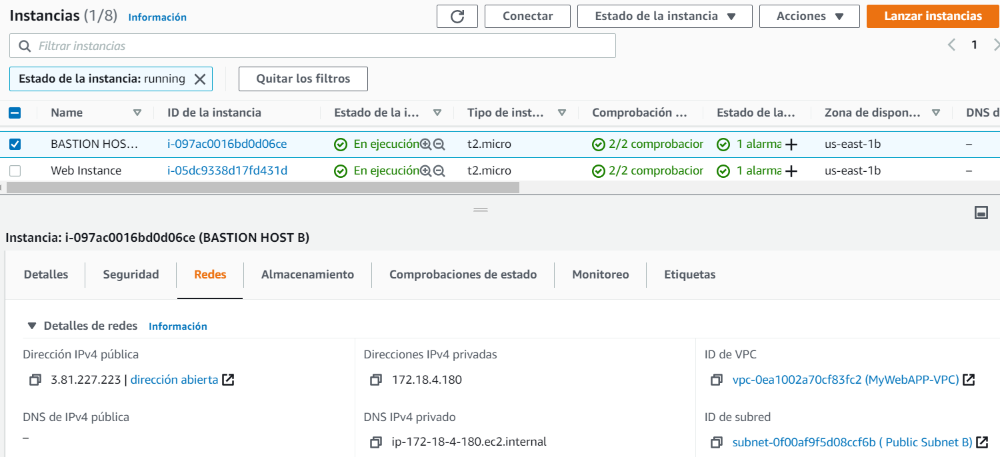 Instancias (1/8) Información Conectar Estado de la instancia Acciones Lanzar instancias
Filtrar instancias 1
Estado de la instancia: running Quitar los filtros
Name ID de la instancia Estado de la i... Tipo de inst... Comprobación ... Estado de la... Zona de dispon... DNS d
BASTION HOS... i-097ac0016bd0d06ce En ejecución t2.micro 2/2 comprobacior 1 alarma us-east-1b –
Web Instance i-05dc9338d17fd431d En ejecución t2.micro 2/2 comprobacior 1 alarma us-east-1b –
Instancia: i-097ac0016bd0d06ce (BASTION HOST B)
Detalles Seguridad Redes Almacenamiento Comprobaciones de estado Monitoreo Etiquetas
Detalles de redes Información
Dirección IPv4 pública Direcciones IPv4 privadas ID de VPC
3.81.227.223 | dirección abierta 172.18.4.180 vpc-0ea1002a70cf83fc2 (MyWebAPP-VPC)
DNS de IPv4 pública DNS IPv4 privado ID de subred
– ip-172-18-4-180.ec2.internal subnet-0f00af9f5d08ccf6b ( Public Subnet B)